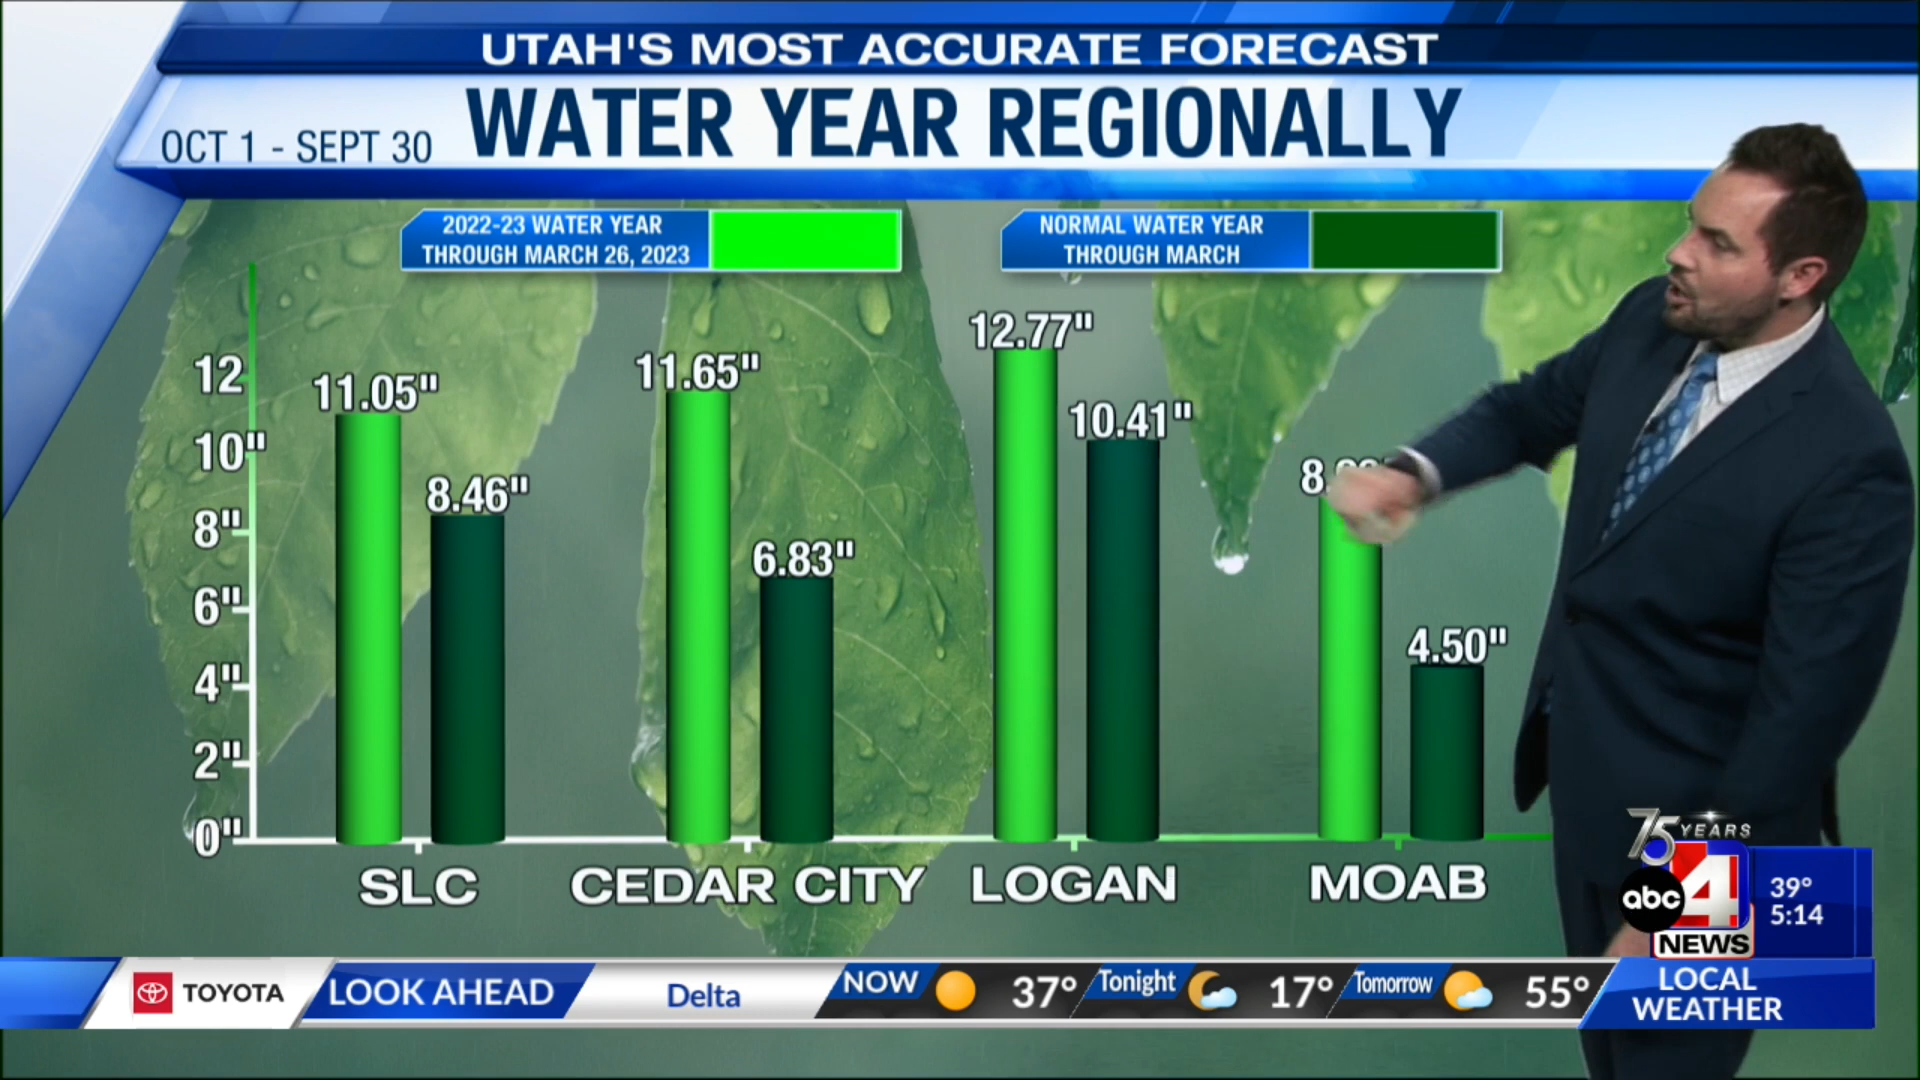 UTAH'S MOST ACCURATE FORECAST
OCT 1 - SEPT 30
WATER YEAR REGIONALLY
2022-23 WATER YEAR
THROUGH MARCH 26, 2023
NORMAL WATER YEAR
THROUGH MARCH
12
10"
8"
6"
4"
2"
0"
11.05"
8.46"
11.65"
6.83"
12.77"
10.41"
4.50"
SLC
CEDAR CITY
LOGAN
MOAB
75 YEARS
abc 4
NEWS
39°
5:14
TOYOTA
LOOK AHEAD
Delta
NOW
37°
Tonight
17°
Tomorrow
55°
LOCAL
WEATHER